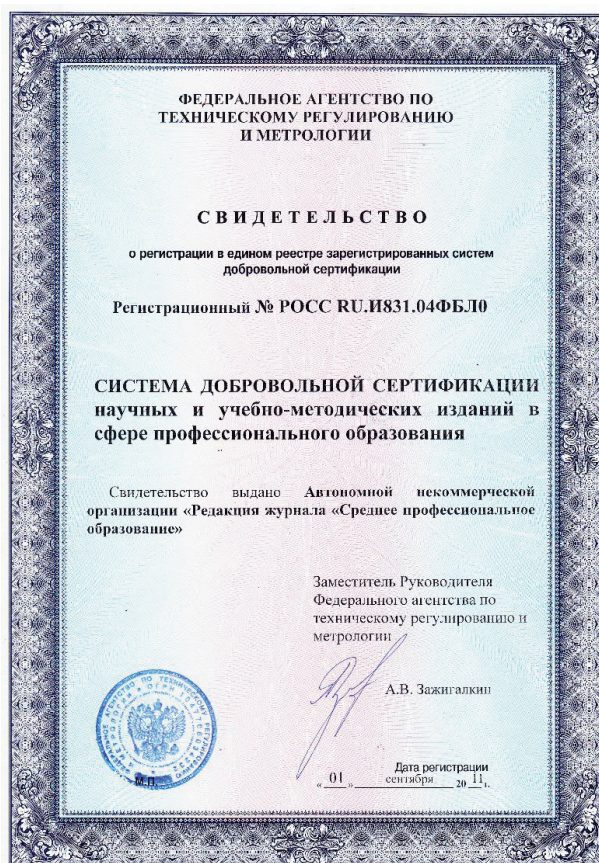 ФЕДЕРАЛЬНОЕ АГЕНТСТВО ПО
ТЕХНИЧЕСКОМУ РЕГУЛИРОВАНИЮ
И МЕТРОЛОГИИ
СВИДЕТЕЛЬСТВО
о регистрации в едином реестре зарегистрированных систем
добровольной сертификации
Регистрационный № РОСС RU.И831.04ФБЛ0
СИСТЕМА ДОБРОВОЛЬНОЙ СЕРТИФИКАЦИИ
научных и учебно-методических изданий в
сфере профессионального образования
Свидетельство выдано Автономной некоммерческой
организации «Редакция журнала «Среднее профессиональное
образование»
Заместитель Руководителя
Федерального агентства по
техническому регулированию и
метрологии
А.В. Зажигалкин
М.П.
Дата регистрации
« 01 » сентября 20 11 г.